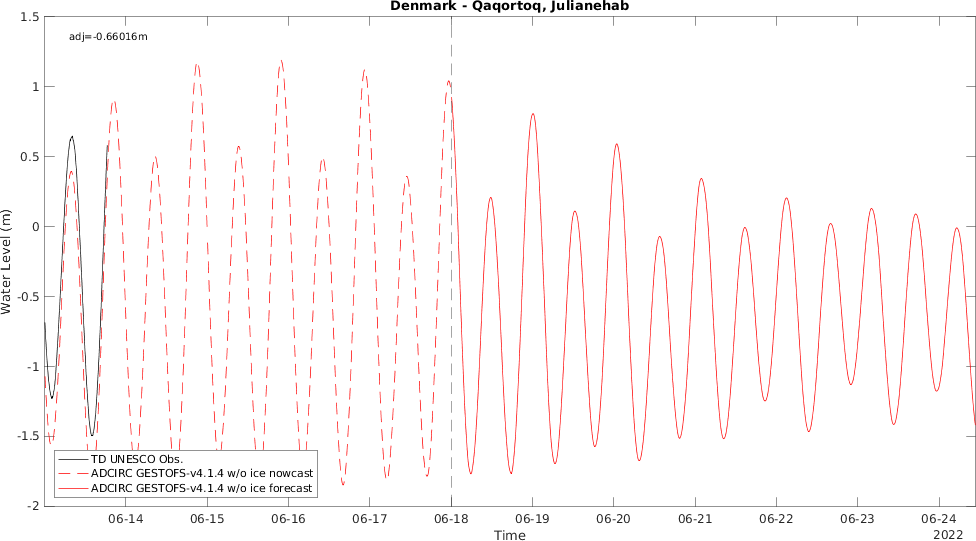 Denmark - Qaqortoq, Julianehab
adj=-0.66016m
1.5
1
0.5
0
-0.5
-1
-1.5
-2
Water Level (m)
TD UNESCO Obs.
ADCIRC GESTOFS-v4.1.4 w/o ice nowcast
ADCIRC GESTOFS-v4.1.4 w/o ice forecast
06-14 06-15 06-16 06-17 06-18 06-19 06-20 06-21 06-22 06-23 06-24
2022
Time